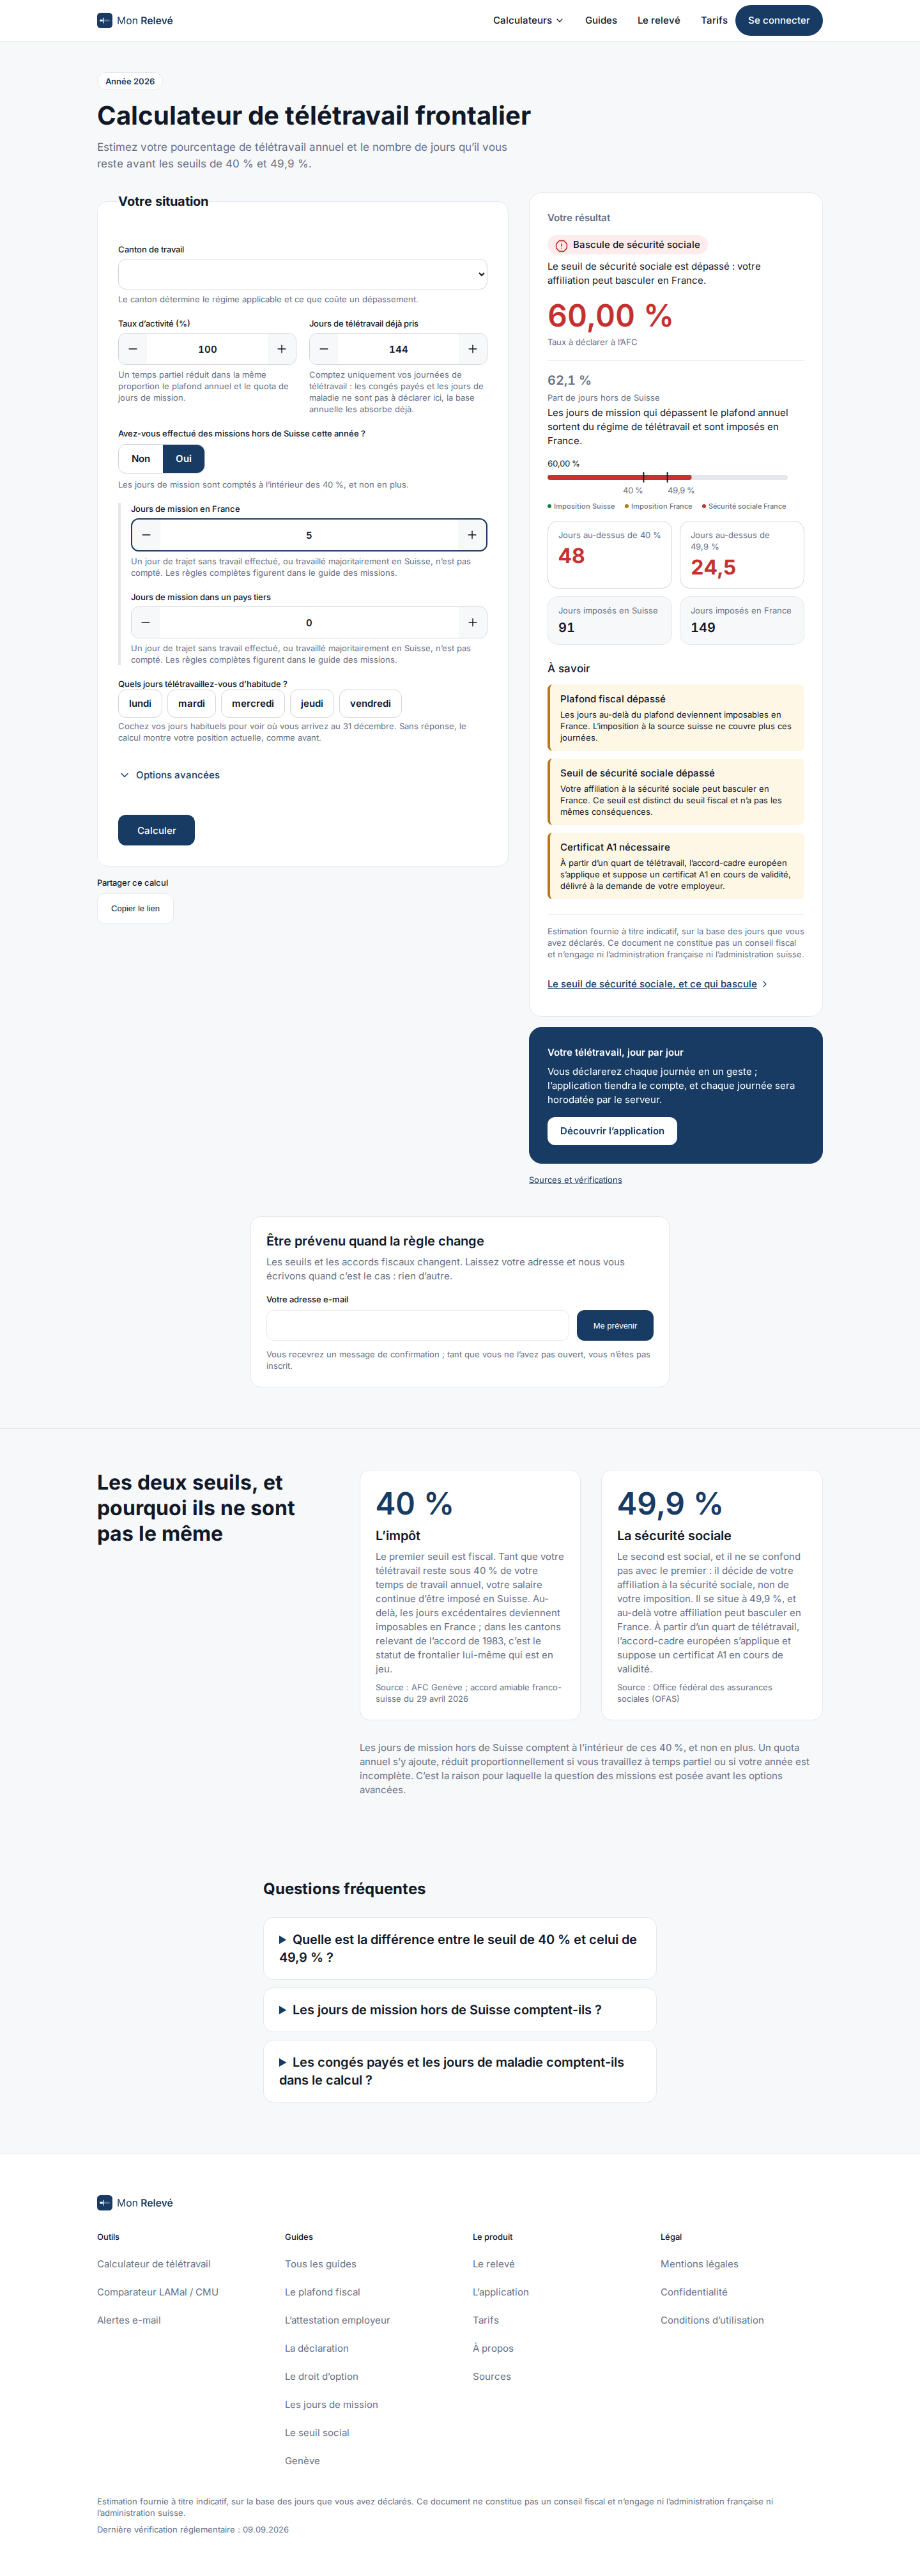 Mon Relevé
Calculateurs
Guides
Le relevé
Tarifs
Se connecter
Année 2026
Calculateur de télétravail frontalier
Estimez votre pourcentage de télétravail annuel et le nombre de jours qu’il vous
reste avant les seuils de 40 % et 49,9 %.
Votre situation
Canton de travail
Le canton détermine le régime applicable et ce que coûte un dépassement.
Taux d’activité (%)
100
Un temps partiel réduit dans la même
proportion le plafond annuel et le quota de
jours de mission.
Jours de télétravail déjà pris
144
Comptez uniquement vos journées de
télétravail : les congés payés et les jours de
maladie ne sont pas à déclarer ici, la base
annuelle les absorbe déjà.
Avez-vous effectué des missions hors de Suisse cette année ?
Non
Oui
Les jours de mission sont comptés à l’intérieur des 40 %, et non en plus.
Jours de mission en France
5
Un jour de trajet sans travail effectué, ou travaillé majoritairement en Suisse, n’est pas
compté. Les règles complètes figurent dans le guide des missions.
Jours de mission dans un pays tiers
0
Un jour de trajet sans travail effectué, ou travaillé majoritairement en Suisse, n’est pas
compté. Les règles complètes figurent dans le guide des missions.
Quels jours télétravaillez-vous d’habitude ?
lundi
mardi
mercredi
jeudi
vendredi
Cochez vos jours habituels pour voir où vous arrivez au 31 décembre. Sans réponse, le
calcul montre votre position actuelle, comme avant.
Options avancées
Calculer
Partager ce calcul
Copier le lien
Votre résultat
Bascule de sécurité sociale
Le seuil de sécurité sociale est dépassé : votre
affiliation peut basculer en France.
60,00 %
Taux à déclarer à l’AFC
62,1 %
Part de jours hors de Suisse
Les jours de mission qui dépassent le plafond annuel
sortent du régime de télétravail et sont imposés en
France.
60,00 %
40 %
49,9 %
Imposition Suisse
Imposition France
Sécurité sociale France
Jours au-dessus de 40 %
48
Jours au-dessus de
49,9 %
24,5
Jours imposés en Suisse
91
Jours imposés en France
149
À savoir
Plafond fiscal dépassé
Les jours au-delà du plafond deviennent imposables en
France. L’imposition à la source suisse ne couvre plus ces
journées.
Seuil de sécurité sociale dépassé
Votre affiliation à la sécurité sociale peut basculer en
France. Ce seuil est distinct du seuil fiscal et n’a pas les
mêmes conséquences.
Certificat A1 nécessaire
À partir d’un quart de télétravail, l’accord-cadre européen
s’applique et suppose un certificat A1 en cours de validité,
délivré à la demande de votre employeur.
Estimation fournie à titre indicatif, sur la base des jours que vous
avez déclarés. Ce document ne constitue pas un conseil fiscal
et n’engage ni l’administration française ni l’administration suisse.
Le seuil de sécurité sociale, et ce qui bascule
Votre télétravail, jour par jour
Vous déclarerez chaque journée en un geste ;
l’application tiendra le compte, et chaque journée sera
horodatée par le serveur.
Découvrir l’application
Sources et vérifications
Être prévenu quand la règle change
Les seuils et les accords fiscaux changent. Laissez votre adresse et nous vous
écrivons quand c’est le cas : rien d’autre.
Votre adresse e-mail
Me prévenir
Vous recevrez un message de confirmation ; tant que vous ne l’avez pas ouvert, vous n’êtes pas
inscrit.
Les deux seuils, et
pourquoi ils ne sont
pas le même
40 %
L’impôt
Le premier seuil est fiscal. Tant que votre
télétravail reste sous 40 % de votre
temps de travail annuel, votre salaire
continue d’être imposé en Suisse. Au-
delà, les jours excédentaires deviennent
imposables en France ; dans les cantons
relevant de l’accord de 1983, c’est le
statut de frontalier lui-même qui est en
jeu.
Source : AFC Genève ; accord amiable franco-
suisse du 29 avril 2026
49,9 %
La sécurité sociale
Le second est social, et il ne se confond
pas avec le premier : il décide de votre
affiliation à la sécurité sociale, non de
votre imposition. Il se situe à 49,9 %, et
au-delà votre affiliation peut basculer en
France. À partir d’un quart de télétravail,
l’accord-cadre européen s’applique et
suppose un certificat A1 en cours de
validité.
Source : Office fédéral des assurances
sociales (OFAS)
Les jours de mission hors de Suisse comptent à l’intérieur de ces 40 %, et non en plus. Un quota
annuel s’y ajoute, réduit proportionnellement si vous travaillez à temps partiel ou si votre année est
incomplète. C’est la raison pour laquelle la question des missions est posée avant les options
avancées.
Questions fréquentes
Quelle est la différence entre le seuil de 40 % et celui de
49,9 % ?
Les jours de mission hors de Suisse comptent-ils ?
Les congés payés et les jours de maladie comptent-ils
dans le calcul ?
Mon Relevé
Outils
Calculateur de télétravail
Comparateur LAMal / CMU
Alertes e-mail
Guides
Tous les guides
Le plafond fiscal
L’attestation employeur
La déclaration
Le droit d’option
Les jours de mission
Le seuil social
Genève
Le produit
Le relevé
L’application
Tarifs
À propos
Sources
Légal
Mentions légales
Confidentialité
Conditions d’utilisation
Estimation fournie à titre indicatif, sur la base des jours que vous avez déclarés. Ce document ne constitue pas un conseil fiscal et n’engage ni l’administration française ni
l’administration suisse.
Dernière vérification réglementaire : 09.09.2026